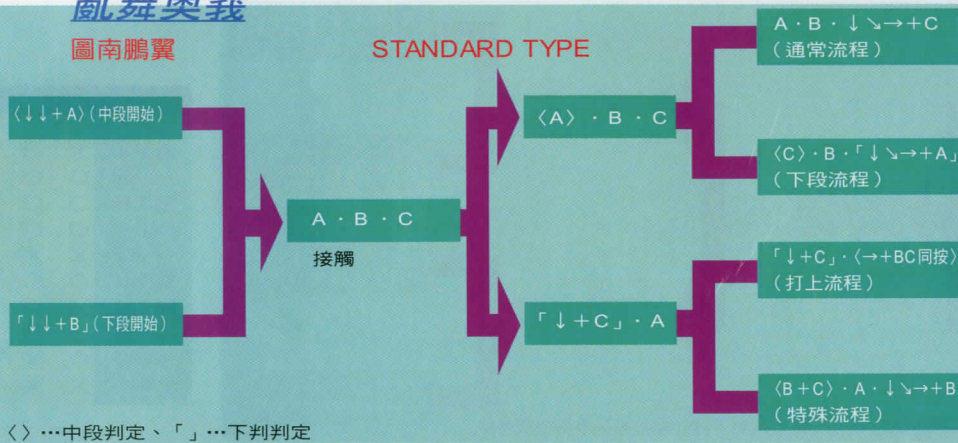 亂舞奧義
圖南鵬翼
STANDARD TYPE
〈↓↓+A〉(中段開始)
「↓↓+B」(下段開始)
A・B・C
接觸
〈A〉・B・C
「↓+C」・A
A・B・↓↘→+C
(通常流程)
〈C〉・B・「↓↘→+A」
(下段流程)
「↓+C」・〈→+BC同按〉
(打上流程)
〈B+C〉・A・↓↘→+B
(特殊流程)
〈〉…中段判定、「」…下判判定